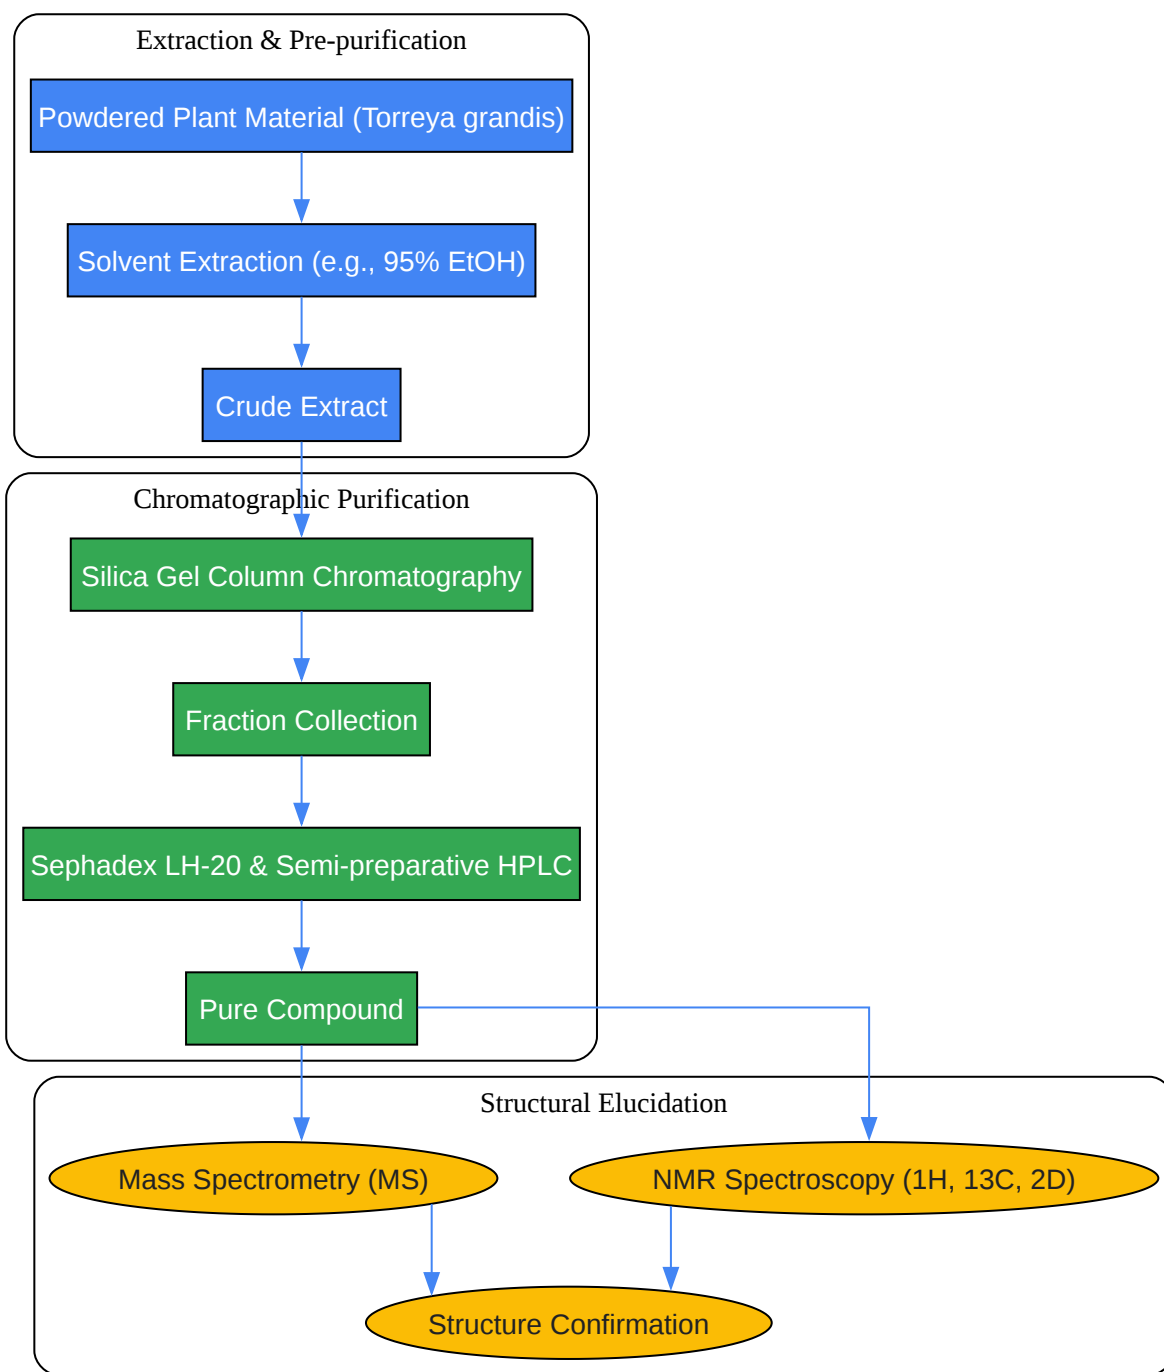 Extraction & Pre-purification
Powdered Plant Material (Torreya grandis)
Solvent Extraction (e.g., 95% EtOH)
Crude Extract
Chromatographic Purification
Silica Gel Column Chromatography
Fraction Collection
Sephadex LH-20 & Semi-preparative HPLC
Pure Compound
Structural Elucidation
Mass Spectrometry (MS)
NMR Spectroscopy (1H, 13C, 2D)
Structure Confirmation